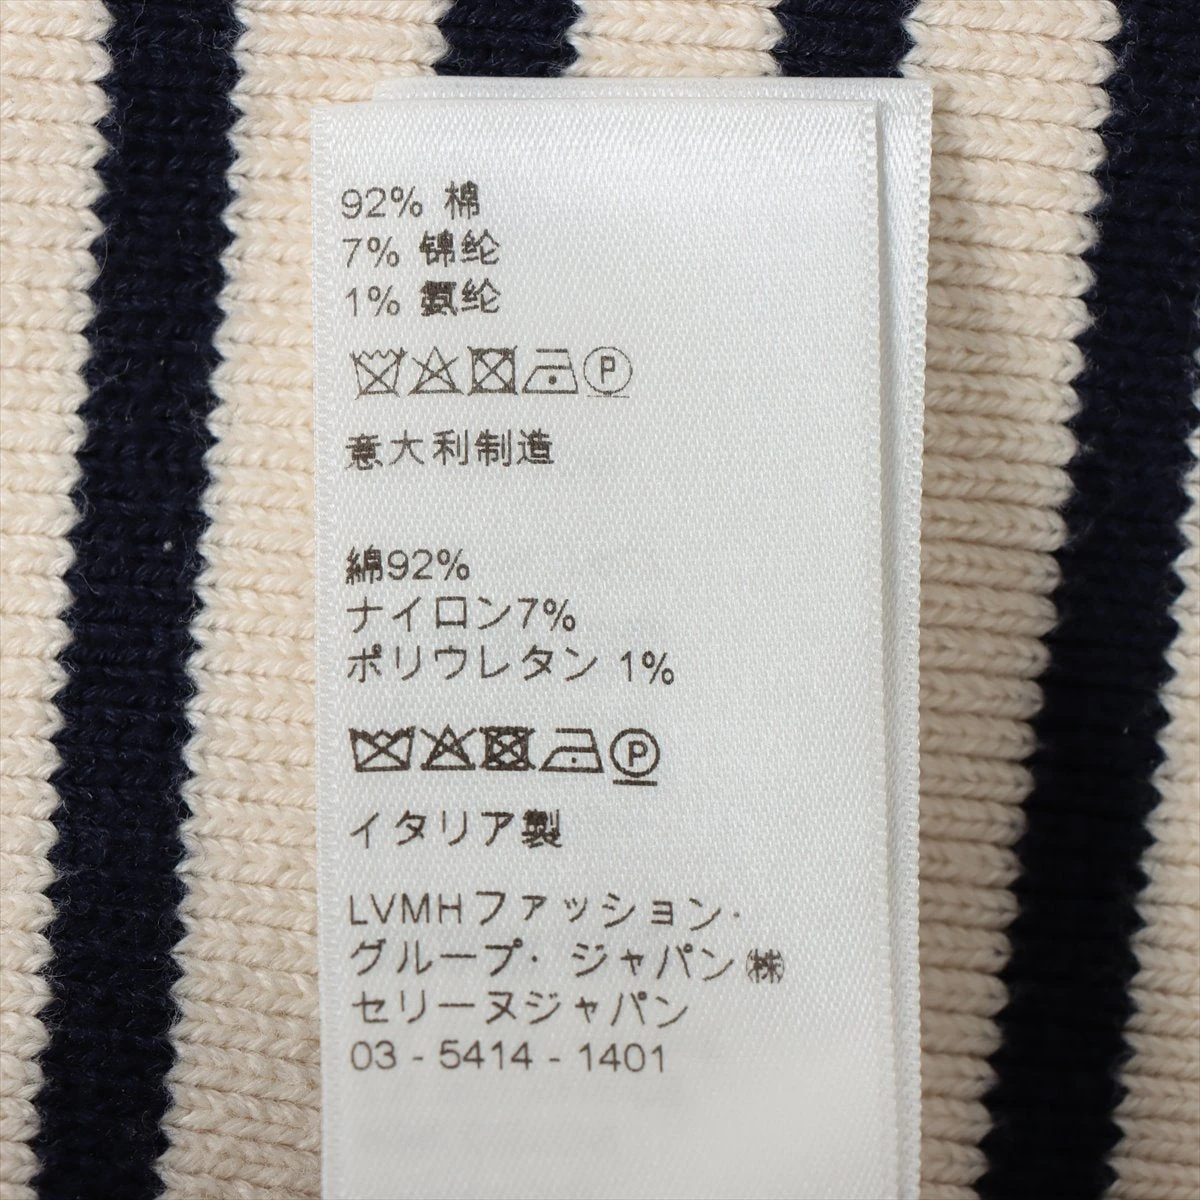 92% 棉
7% 锦纶
1% 氨纶
P
意大利制造
綿92%
ナイロン7%
ポリウレタン 1%
P
イタリア製
LVMHファッション・
グループ・ジャパン㈱
セリーヌジャパン
03 - 5414 - 1401